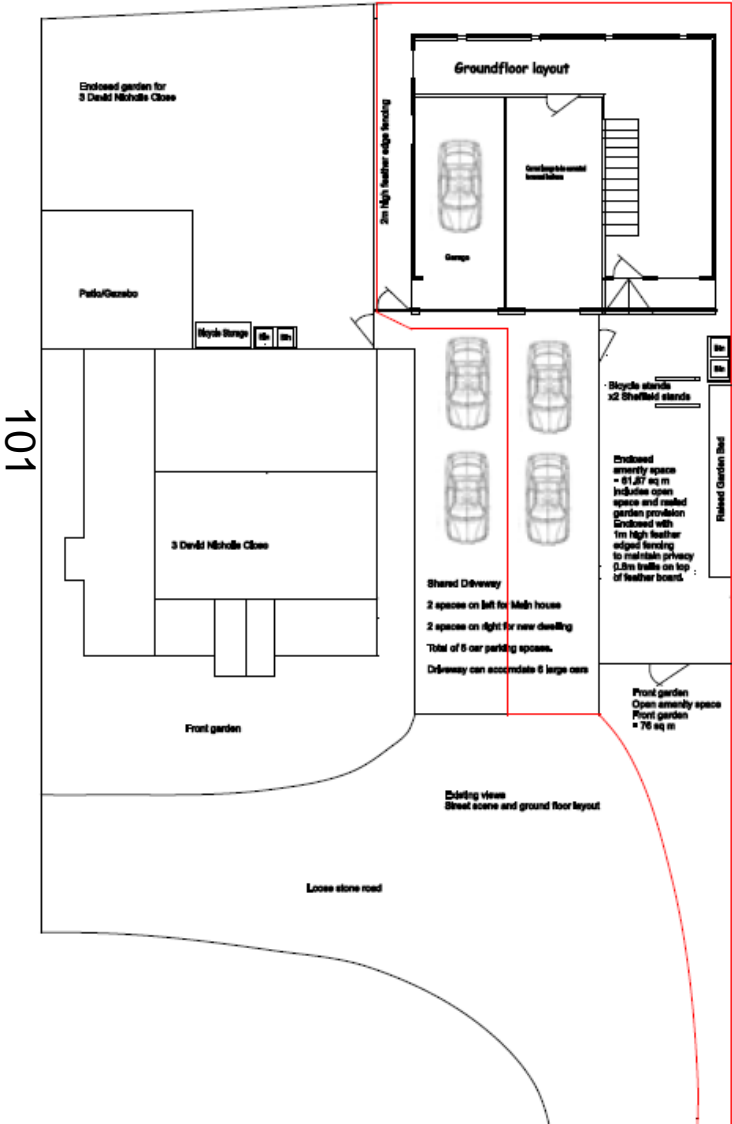 Groundfloor layout
Enclosed garden for
3 David Nicholls Close
2m high feather edge fencing
Garage
Patio/Gazebo
Bicycle Storage
Bin
Bin
Bin
Bin
Bicycle stands
x2 Sheffield stands
Raised Garden Bed
Enclosed
amenity space
= 61.87 sq m
includes open
space and raised
garden provision
Enclosed with
1m high feather
edged fencing
to maintain privacy
0.8m trellis on top
of feather board.
101
3 David Nicholls Close
Shared Driveway
2 spaces on left for Main house
2 spaces on right for new dwelling
Total of 5 car parking spaces.
Driveway can accomdate 6 large cars
Front garden
Open amenity space
Front garden
= 76 sq m
Front garden
Existing views
Street scene and ground floor layout
Loose stone road